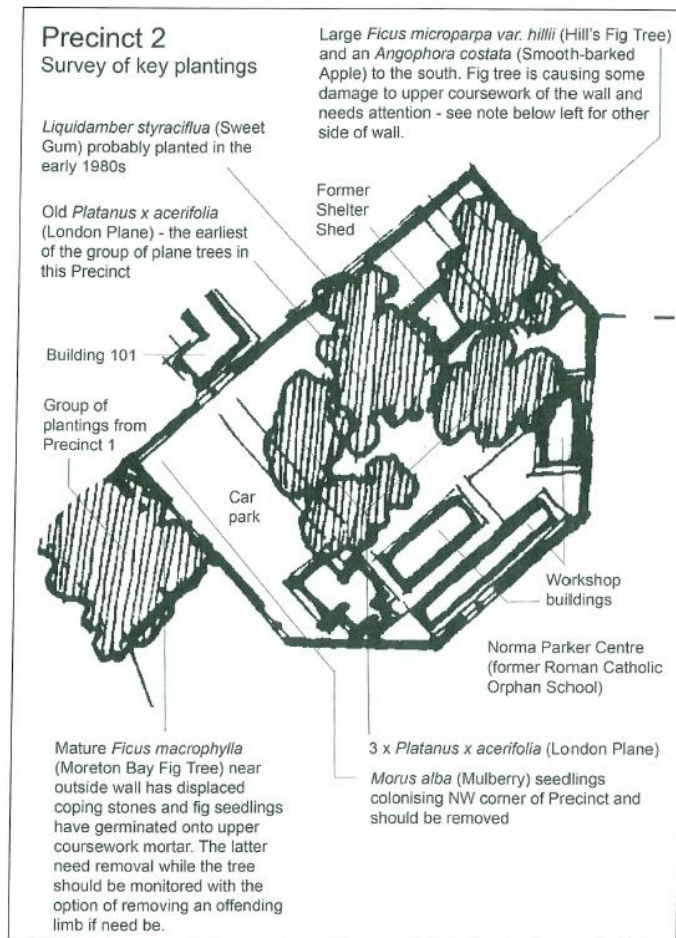 Precinct 2
Survey of key plantings
Large Ficus microparpa var. hillii (Hill's Fig Tree)
and an Angophora costata (Smooth-barked
Apple) to the south. Fig tree is causing some
damage to upper coursework of the wall and
needs attention - see note below left for other
side of wall.
Liquidamber styraciflua (Sweet
Gum) probably planted in the
early 1980s
Former
Shelter
Shed
Old Platanus x acerifolia
(London Plane) - the earliest
of the group of plane trees in
this Precinct
Building 101
Group of
plantings from
Precinct 1
Car
park
Workshop
buildings
Norma Parker Centre
(former Roman Catholic
Orphan School)
Mature Ficus macrophylla
(Moreton Bay Fig Tree) near
outside wall has displaced
coping stones and fig seedlings
have germinated onto upper
coursework mortar. The latter
need removal while the tree
should be monitored with the
option of removing an offending
limb if need be.
3 x Platanus x acerifolia (London Plane)
Morus alba (Mulberry) seedlings
colonising NW corner of Precinct and
should be removed